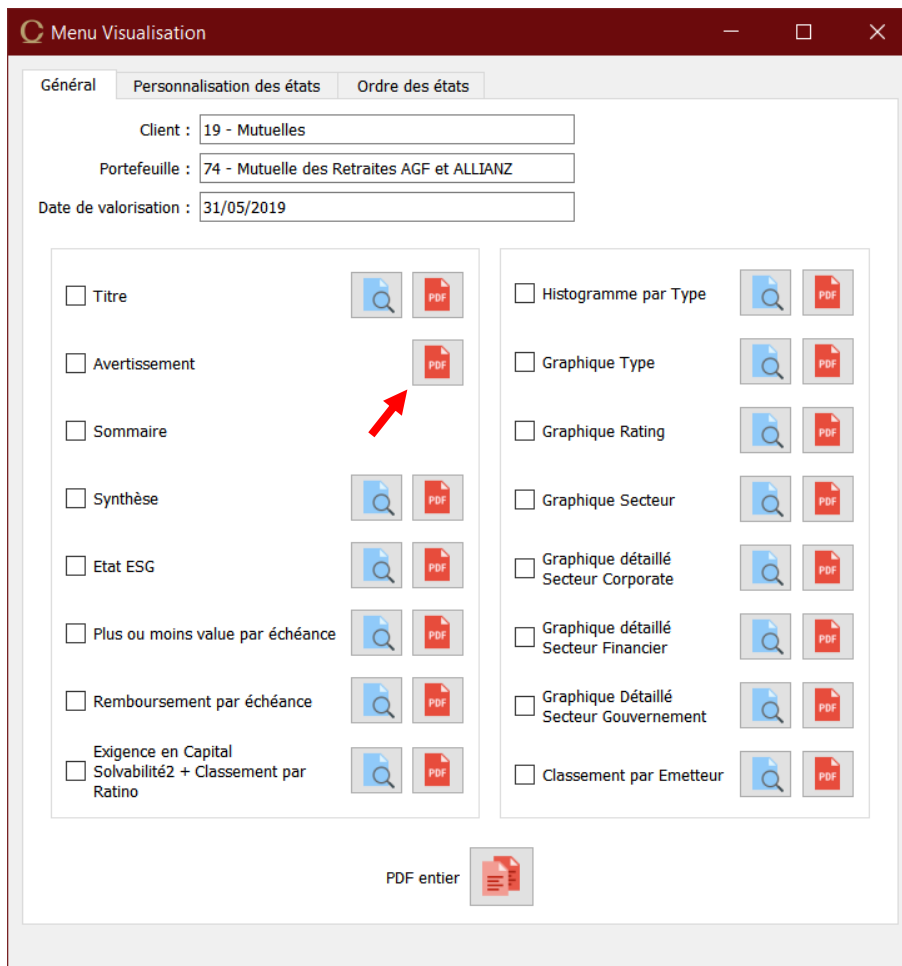 C Menu Visualisation
Général Personnalisation des états Ordre des états
Client : 19 - Mutuelles
Portefeuille : 74 - Mutuelle des Retraites AGF et ALLIANZ
Date de valorisation : 31/05/2019
Titre PDF
Avertissement PDF
Sommaire
Synthèse PDF
Etat ESG PDF
Plus ou moins value par échéance PDF
Remboursement par échéance PDF
Exigence en Capital
Solvabilité2 + Classement par PDF
Ratino
Histogramme par Type PDF
Graphique Type PDF
Graphique Rating PDF
Graphique Secteur PDF
Graphique détaillé
Secteur Corporate PDF
Graphique détaillé
Secteur Financier PDF
Graphique Détaillé
Secteur Gouvernement PDF
Classement par Emetteur PDF
PDF entier